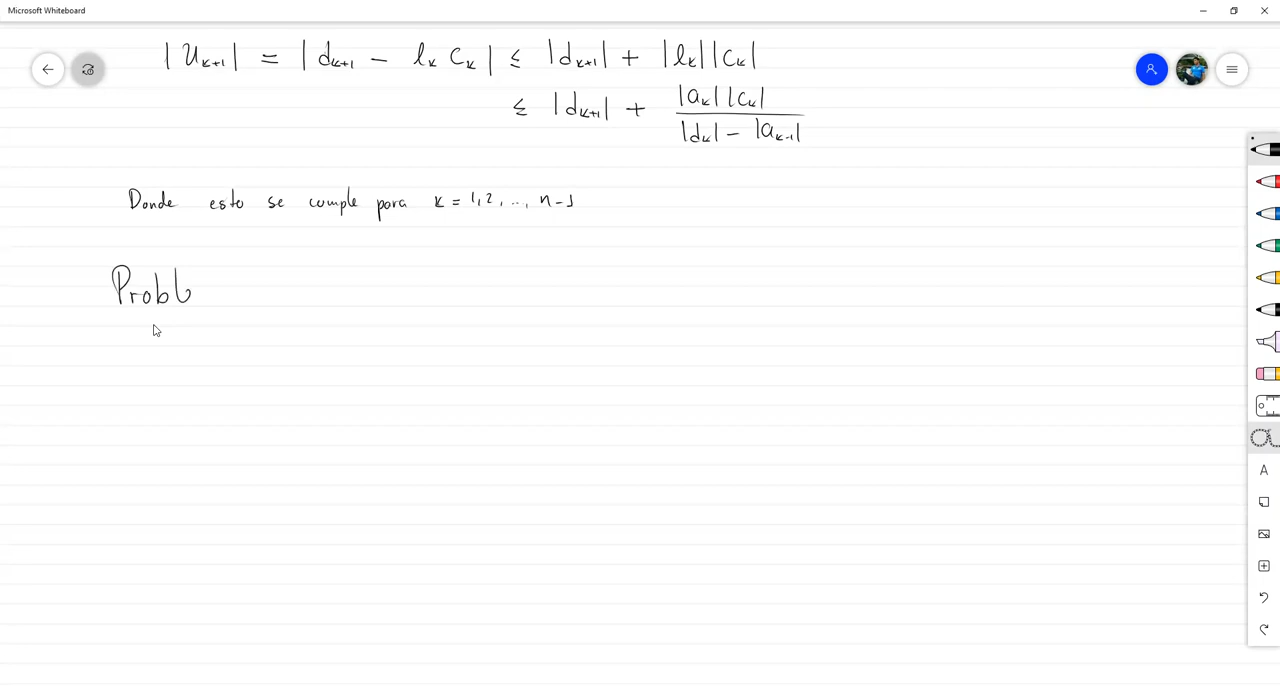 Microsoft Whiteboard
|U_{k+1}| = |d_{k+1} - l_k c_k| ≤ |d_{k+1}| + |l_k||c_k|
≤ |d_{k+1}| + \frac{|a_k||c_k|}{|d_k| - |a_{k-1}|}
Donde esto se cumple para k = 1, 2, ..., n-1
Probl
A